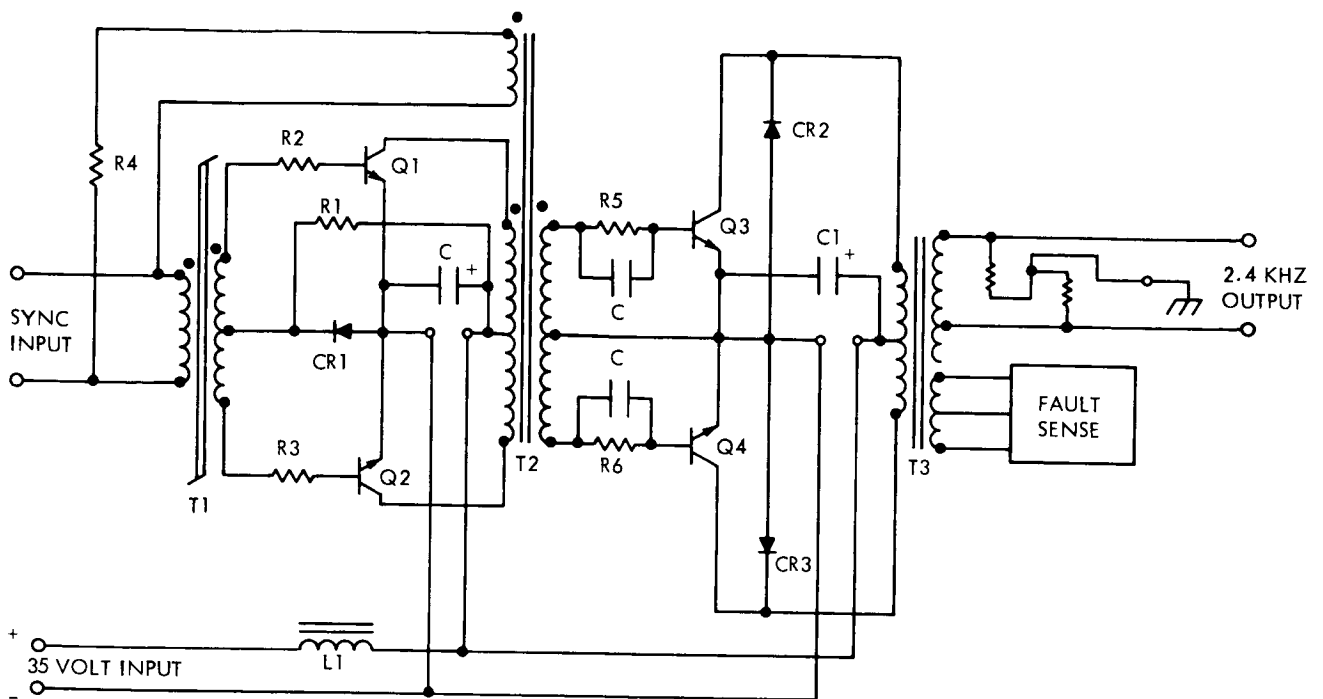 R4
R2
Q1
R1
C
+
CR1
R3
Q2
T1
SYNC
INPUT
T2
R5
C
Q3
C
R6
Q4
CR2
C1
+
CR3
T3
2.4 KHZ
OUTPUT
FAULT
SENSE
+
35 VOLT INPUT
–
L1